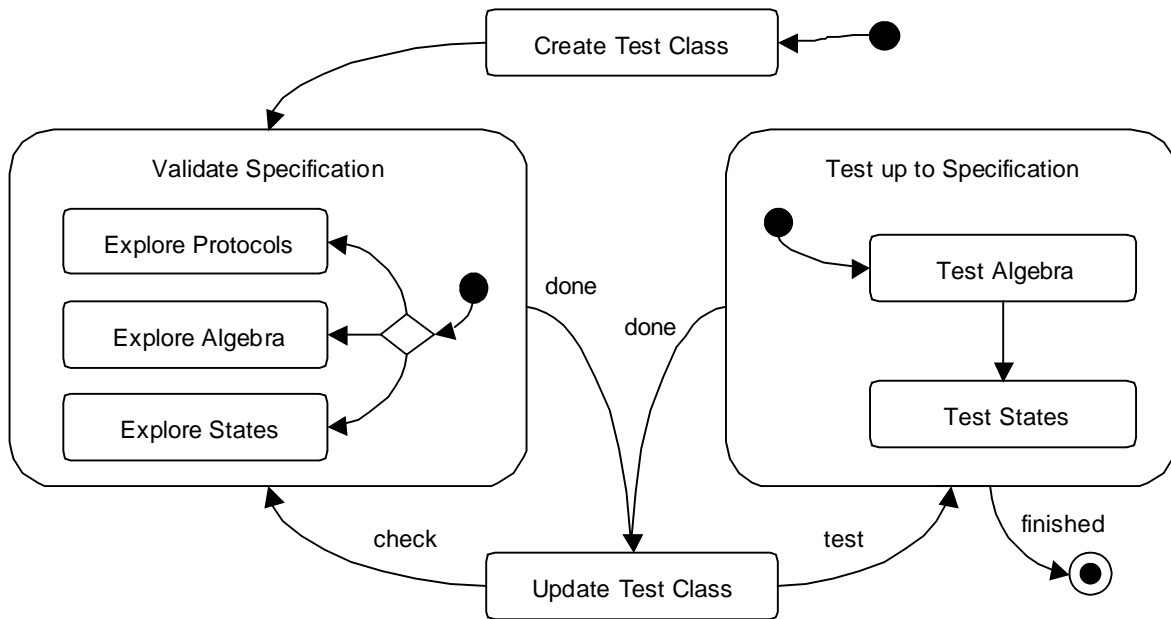 Create Test Class
Validate Specification
Explore Protocols
Explore Algebra
Explore States
done
done
Test up to Specification
Test Algebra
Test States
check
Update Test Class
test
finished